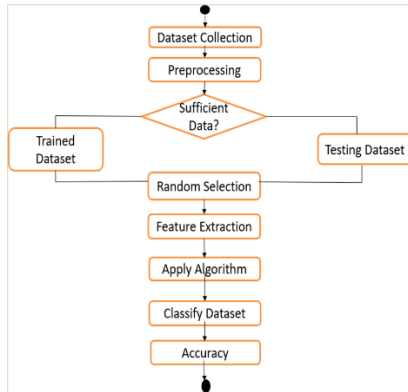 Dataset Collection
Preprocessing
Sufficient
Data?
Trained
Dataset
Testing Dataset
Random Selection
Feature Extraction
Apply Algorithm
Classify Dataset
Accuracy